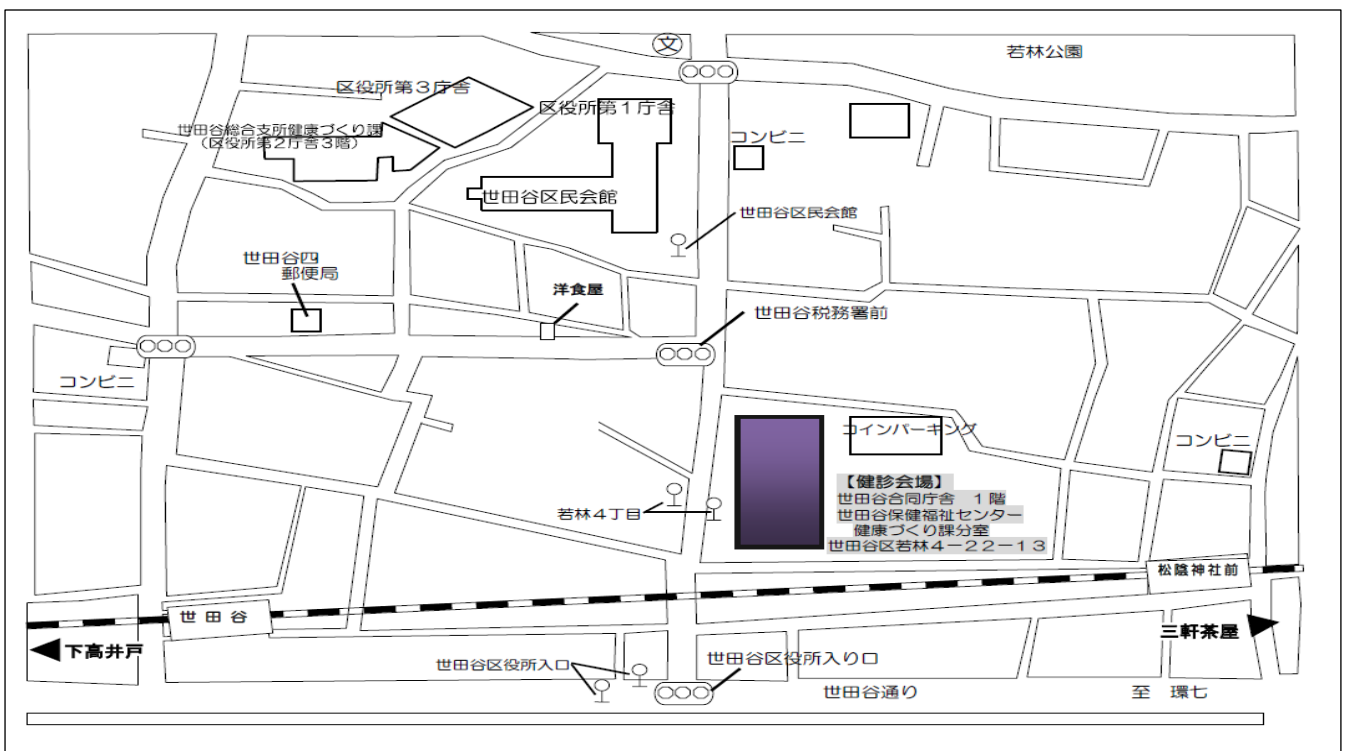 文
若林公園
区役所第3庁舎
区役所第1庁舎
世田谷総合支所健康づくり課
（区役所第2庁舎3階）
コンビニ
世田谷区民会館
世田谷区民会館
世田谷四
郵便局
洋食屋
世田谷税務署前
コンビニ
コインパーキング
コンビニ
【健診会場】
世田谷合同庁舎　1階
世田谷保健福祉センター
健康づくり課分室
世田谷区若林4－22－13
若林4丁目
松陰神社前
世田谷
下高井戸
三軒茶屋
世田谷区役所入口
世田谷区役所入り口
世田谷通り
至　環七